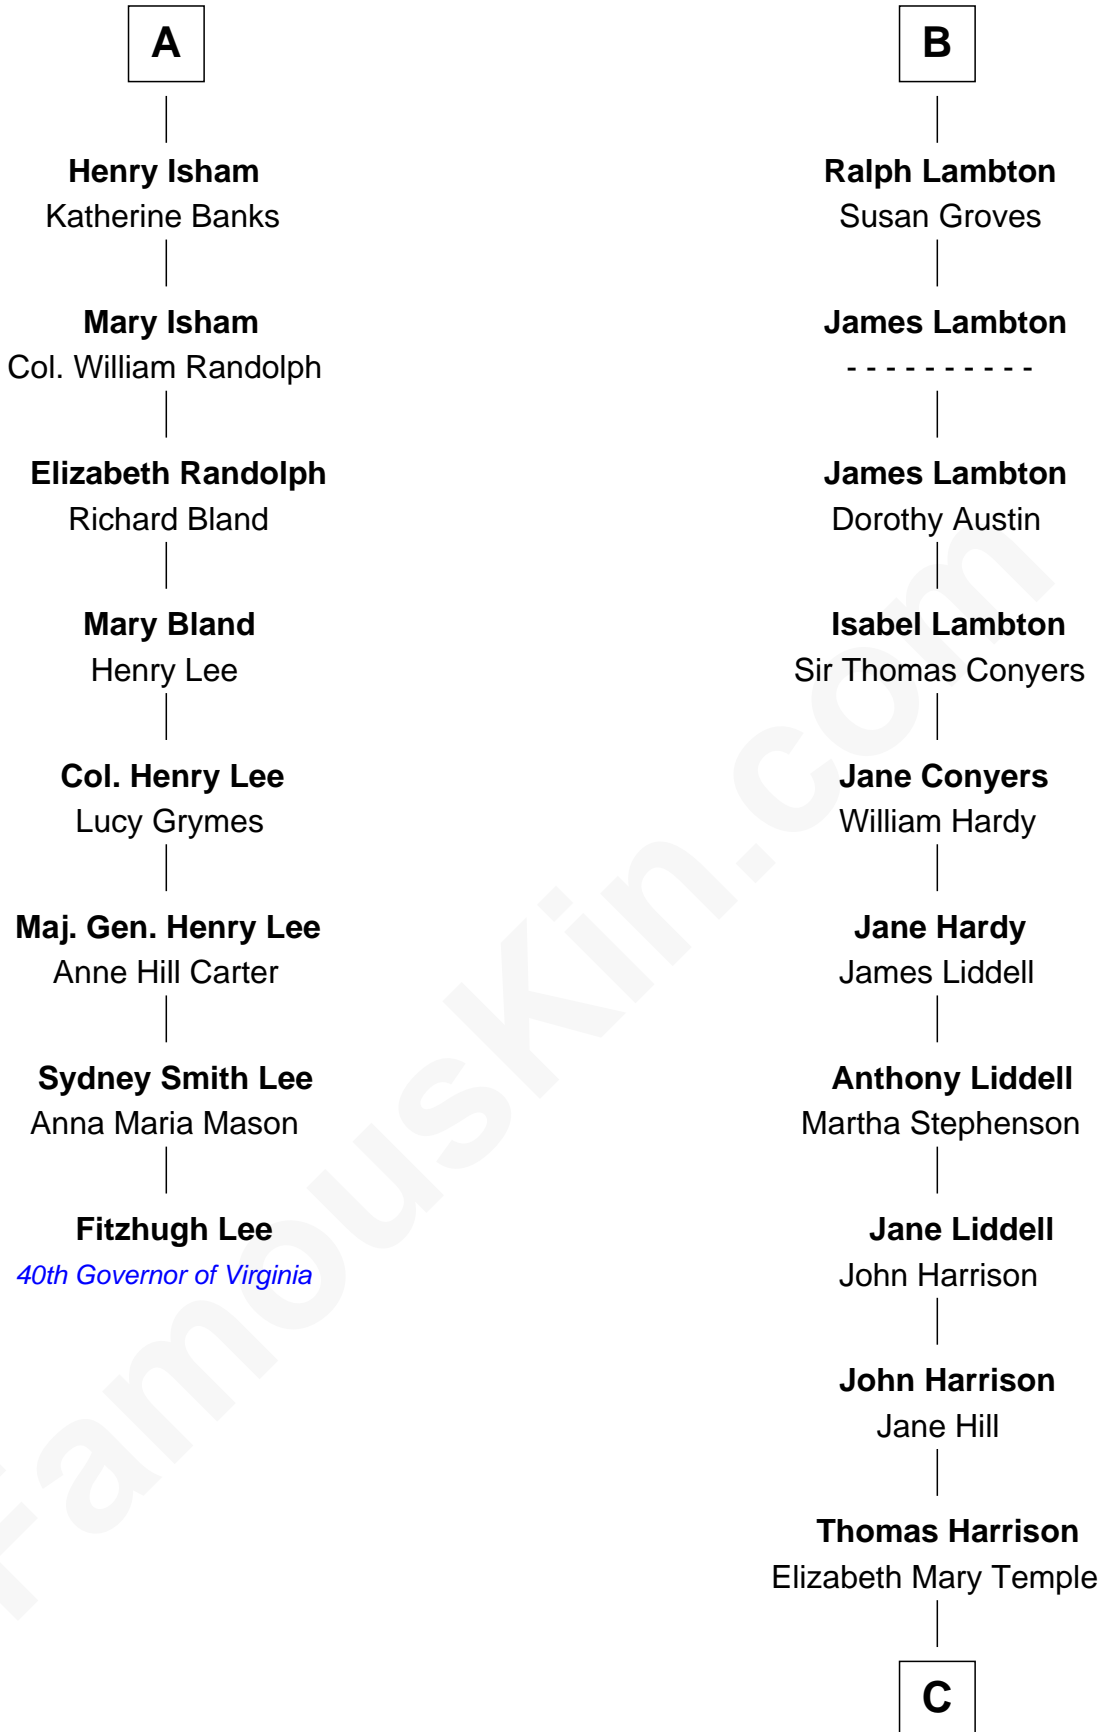 A
Henry Isham
Katherine Banks
Mary Isham
Col. William Randolph
Elizabeth Randolph
Richard Bland
Mary Bland
Henry Lee
Col. Henry Lee
Lucy Grymes
Maj. Gen. Henry Lee
Anne Hill Carter
Sydney Smith Lee
Anna Maria Mason
Fitzhugh Lee
40th Governor of Virginia
B
Ralph Lambton
Susan Groves
James Lambton
- - - - - - - - - -
James Lambton
Dorothy Austin
Isabel Lambton
Sir Thomas Conyers
Jane Conyers
William Hardy
Jane Hardy
James Liddell
Anthony Liddell
Martha Stephenson
Jane Liddell
John Harrison
John Harrison
Jane Hill
Thomas Harrison
Elizabeth Mary Temple
C
FamousKin.com